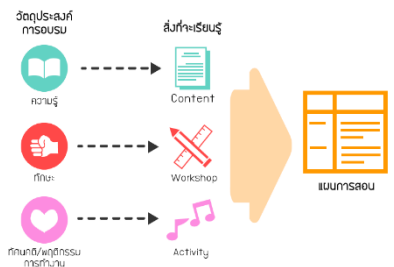 วัตถุประสงค์
การอบรม
สิ่งที่จะเรียนรู้
ความรู้
Content
ทักษะ
Workshop
แผนการสอน
ทัศนคติ/พฤติกรรม
การทำงาน
Activity